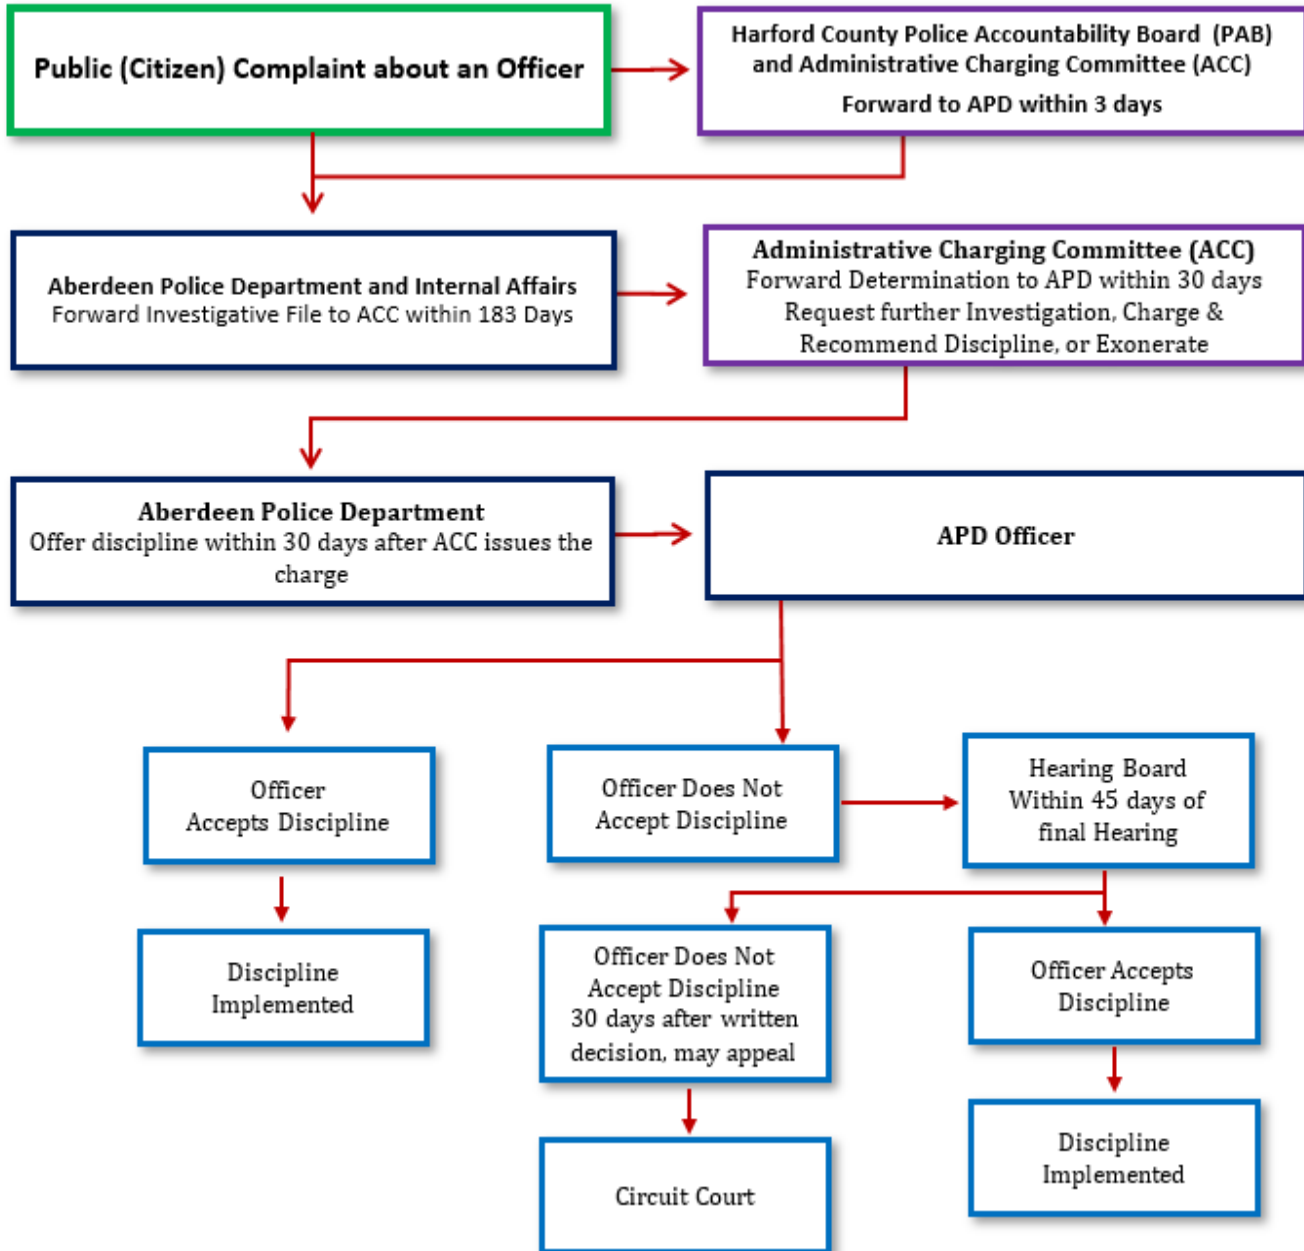 Public (Citizen) Complaint about an Officer
Harford County Police Accountability Board (PAB)
and Administrative Charging Committee (ACC)
Forward to APD within 3 days
Aberdeen Police Department and Internal Affairs
Forward Investigative File to ACC within 183 Days
Administrative Charging Committee (ACC)
Forward Determination to APD within 30 days
Request further Investigation, Charge &
Recommend Discipline, or Exonerate
Aberdeen Police Department
Offer discipline within 30 days after ACC issues the
charge
APD Officer
Officer
Accepts Discipline
Officer Does Not
Accept Discipline
Hearing Board
Within 45 days of
final Hearing
Discipline
Implemented
Officer Does Not
Accept Discipline
30 days after written
decision, may appeal
Officer Accepts
Discipline
Circuit Court
Discipline
Implemented